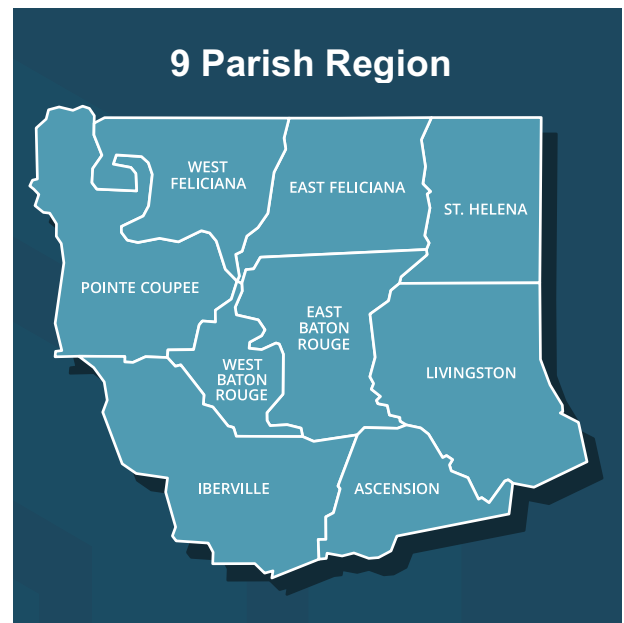 9 Parish Region
WEST
FELICIANA
EAST FELICIANA
ST. HELENA
POINTE COUPEE
EAST
BATON
ROUGE
WEST
BATON
ROUGE
LIVINGSTON
IBERVILLE
ASCENSION